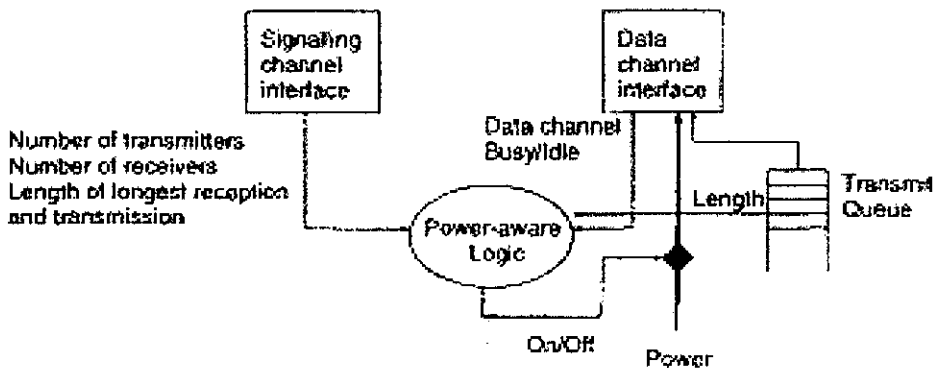 Signalling
channel
interface
Data
channel
interface
Number of transmitters
Number of receivers
Length of longest reception
and transmission
Data channel
Busy/Idle
Length
Transmit
Queue
Power-aware
Logic
On/Off
Power